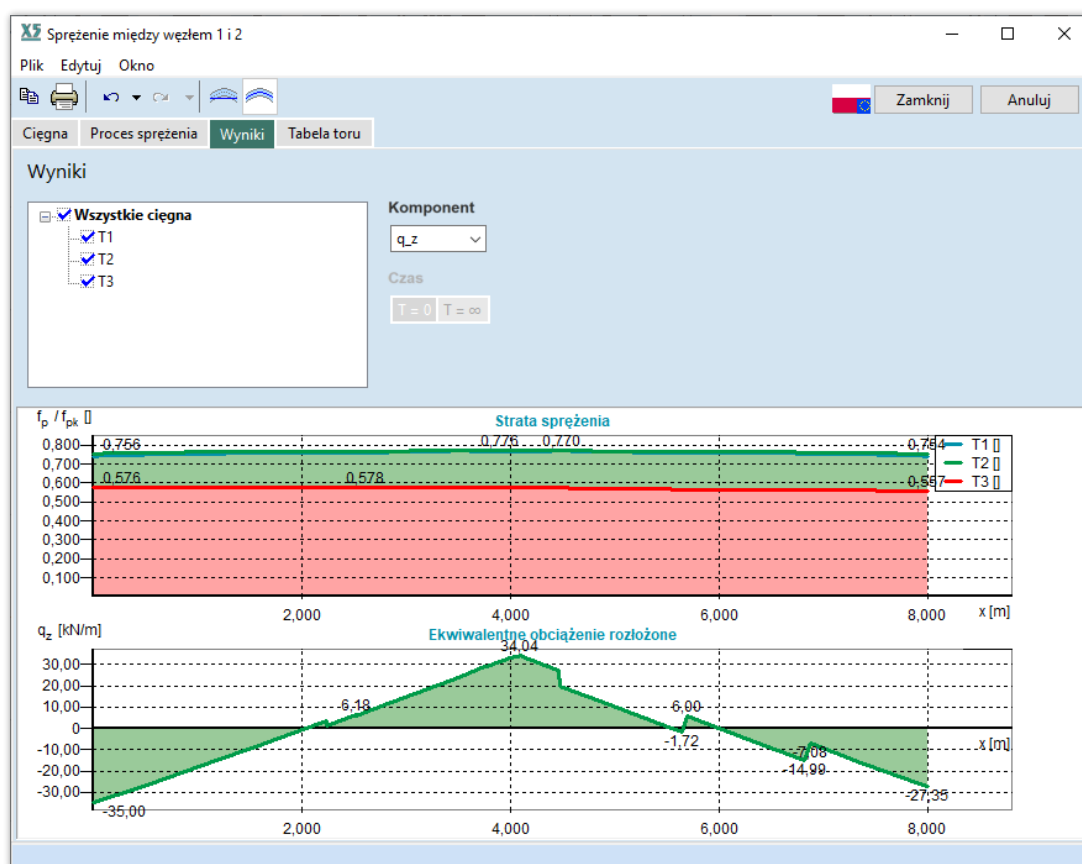 Sprężenie między węzłem 1 i 2
Plik Edytuj Okno
Zamknij Anuluj
Cięgna Proces sprężenia Wyniki Tabela toru
Wyniki
Wszystkie cięgna
T1
T2
T3
Komponent
q_z
Czas
T = 0 T = ∞
fp / fpk []
Strata sprężenia
0,800
0,700
0,600
0,500
0,400
0,300
0,200
0,100
0,756 0,776 0,770 0,754
0,576 0,578 0,557
T1 []
T2 []
T3 []
2,000 4,000 6,000 8,000 x [m]
qz [kN/m]
Ekwiwalentne obciążenie rozłożone
30,00
20,00
10,00
0
-10,00
-20,00
-30,00
34,04
6,18 6,00
-1,72 x [m]
-7,08
-14,99
-35,00 -27,35
2,000 4,000 6,000 8,000